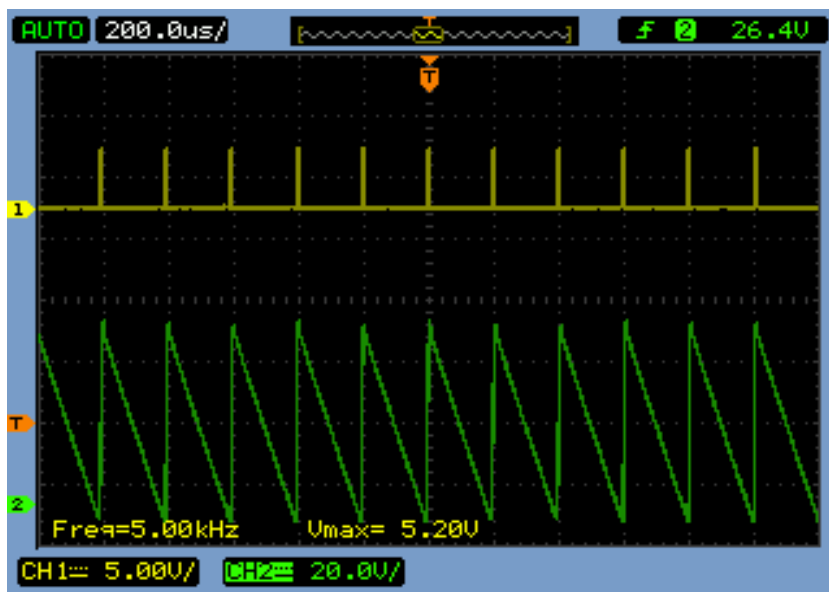 AUTO 200.0us/ T 2 26.4V
T
1
T
2
Freq=5.00kHz Vmax= 5.20V
CH1 5.00V/ CH2 20.0V/